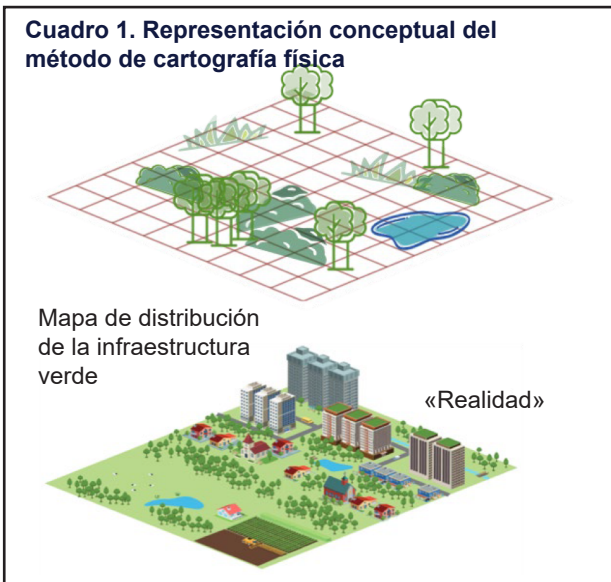 Cuadro 1. Representación conceptual del
método de cartografía física
Mapa de distribución
de la infraestructura
verde
«Realidad»